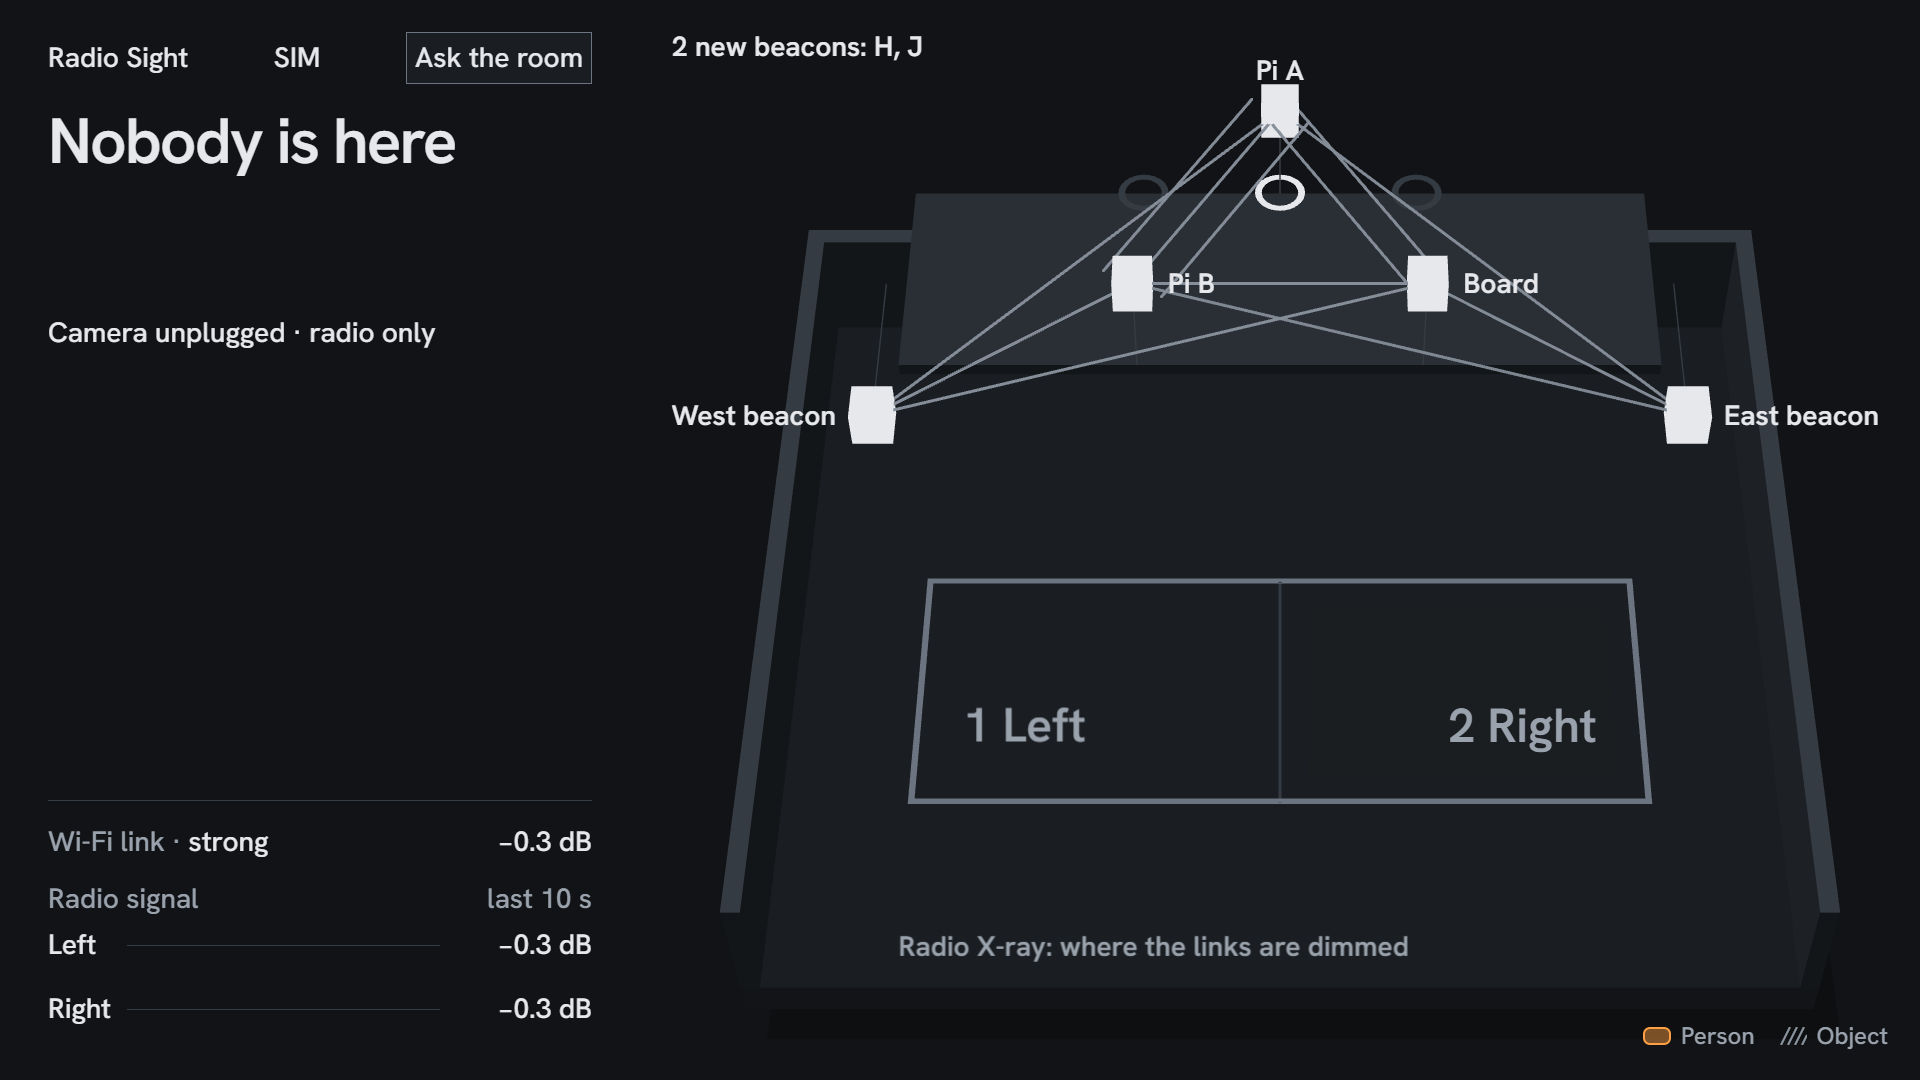 Radio Sight
SIM
Ask the room
Nobody is here
Camera unplugged · radio only
Wi-Fi link · strong −0.3 dB
Radio signal last 10 s
Left −0.3 dB
Right −0.3 dB
2 new beacons: H, J
Pi A
Pi B
Board
West beacon
East beacon
1 Left
2 Right
Radio X-ray: where the links are dimmed
Person
Object